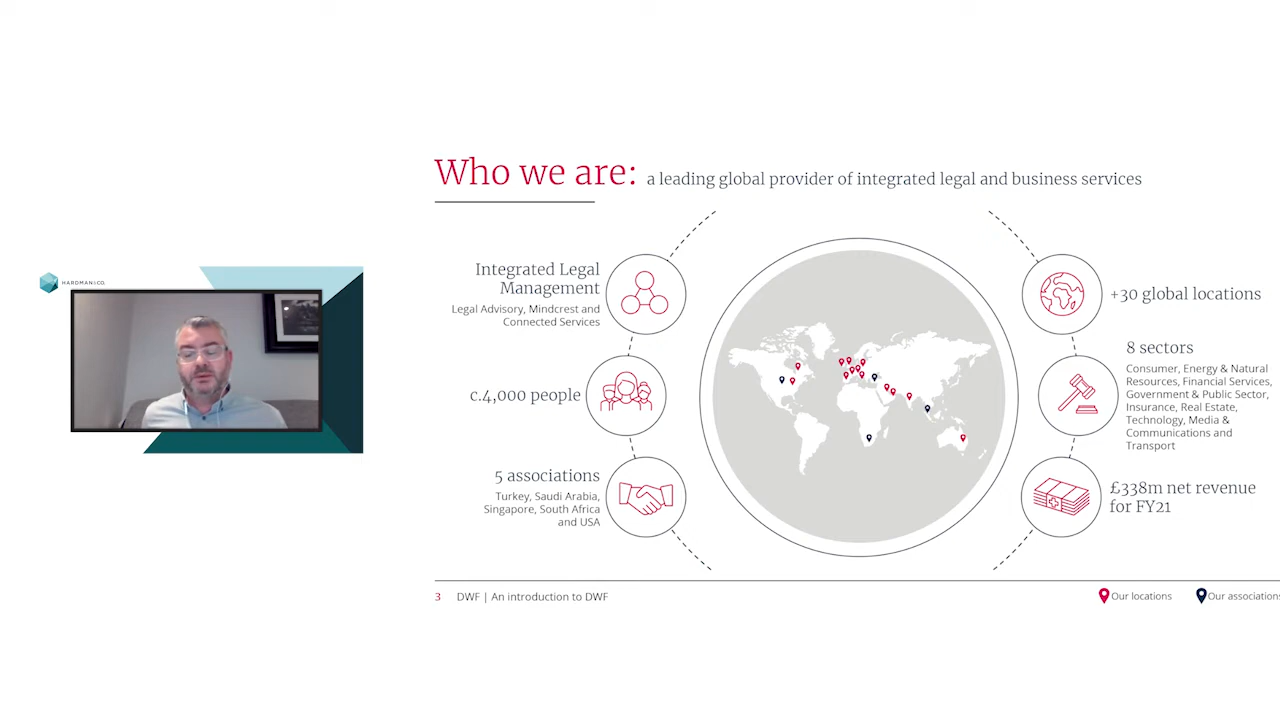 HARDMAN&CO.
Who we are: a leading global provider of integrated legal and business services
Integrated Legal
Management
Legal Advisory, Mindcrest and
Connected Services
c.4,000 people
5 associations
Turkey, Saudi Arabia,
Singapore, South Africa
and USA
+30 global locations
8 sectors
Consumer, Energy & Natural
Resources, Financial Services,
Government & Public Sector,
Insurance, Real Estate,
Technology, Media &
Communications and
Transport
£338m net revenue
for FY21
3 DWF | An introduction to DWF
Our locations
Our associations